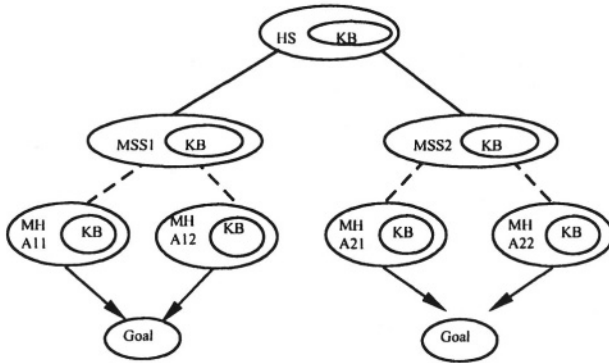 HS KB
MSS1 KB
MSS2 KB
MH A11 KB
MH A12 KB
MH A21 KB
MH A22 KB
Goal
Goal